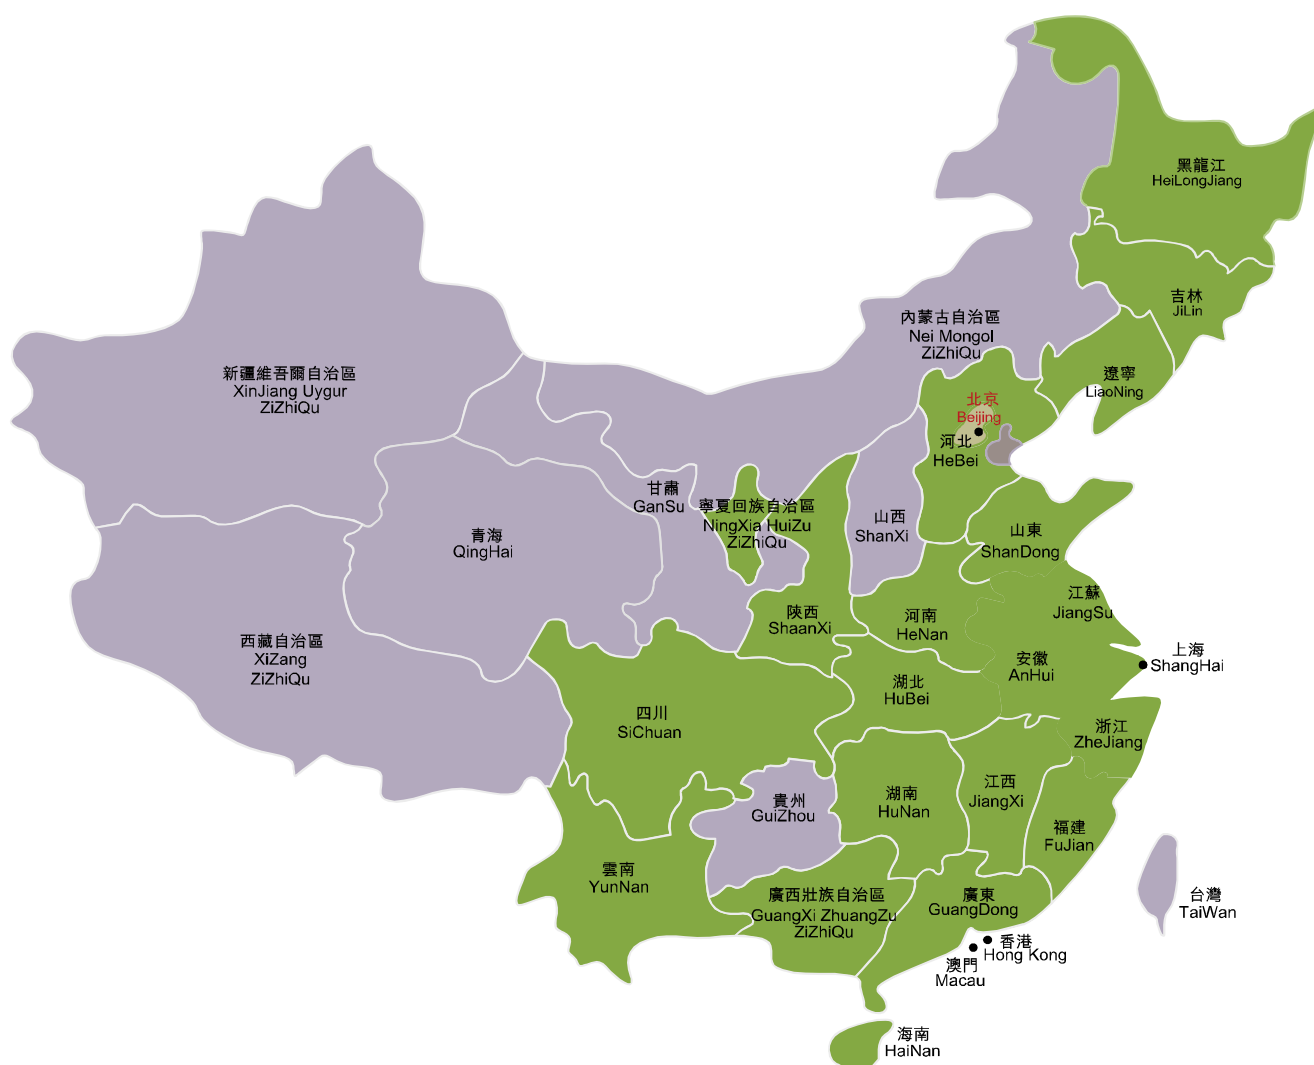 黑龍江
HeiLongJiang
吉林
JiLin
內蒙古自治區
Nei Mongol
ZiZhiQu
遼寧
LiaoNing
新疆維吾爾自治區
XinJiang Uygur
ZiZhiQu
北京
Beijing
河北
HeBei
甘肅
GanSu
寧夏回族自治區
NingXia HuiZu
ZiZhiQu
山西
ShanXi
山東
ShanDong
青海
QingHai
江蘇
JiangSu
陝西
ShaanXi
河南
HeNan
西藏自治區
XiZang
ZiZhiQu
安徽
AnHui
上海
ShangHai
湖北
HuBei
四川
SiChuan
浙江
ZheJiang
江西
JiangXi
湖南
HuNan
貴州
GuiZhou
福建
FuJian
雲南
YunNan
廣西壯族自治區
GuangXi ZhuangZu
ZiZhiQu
廣東
GuangDong
台灣
TaiWan
香港
Hong Kong
澳門
Macau
海南
HaiNan